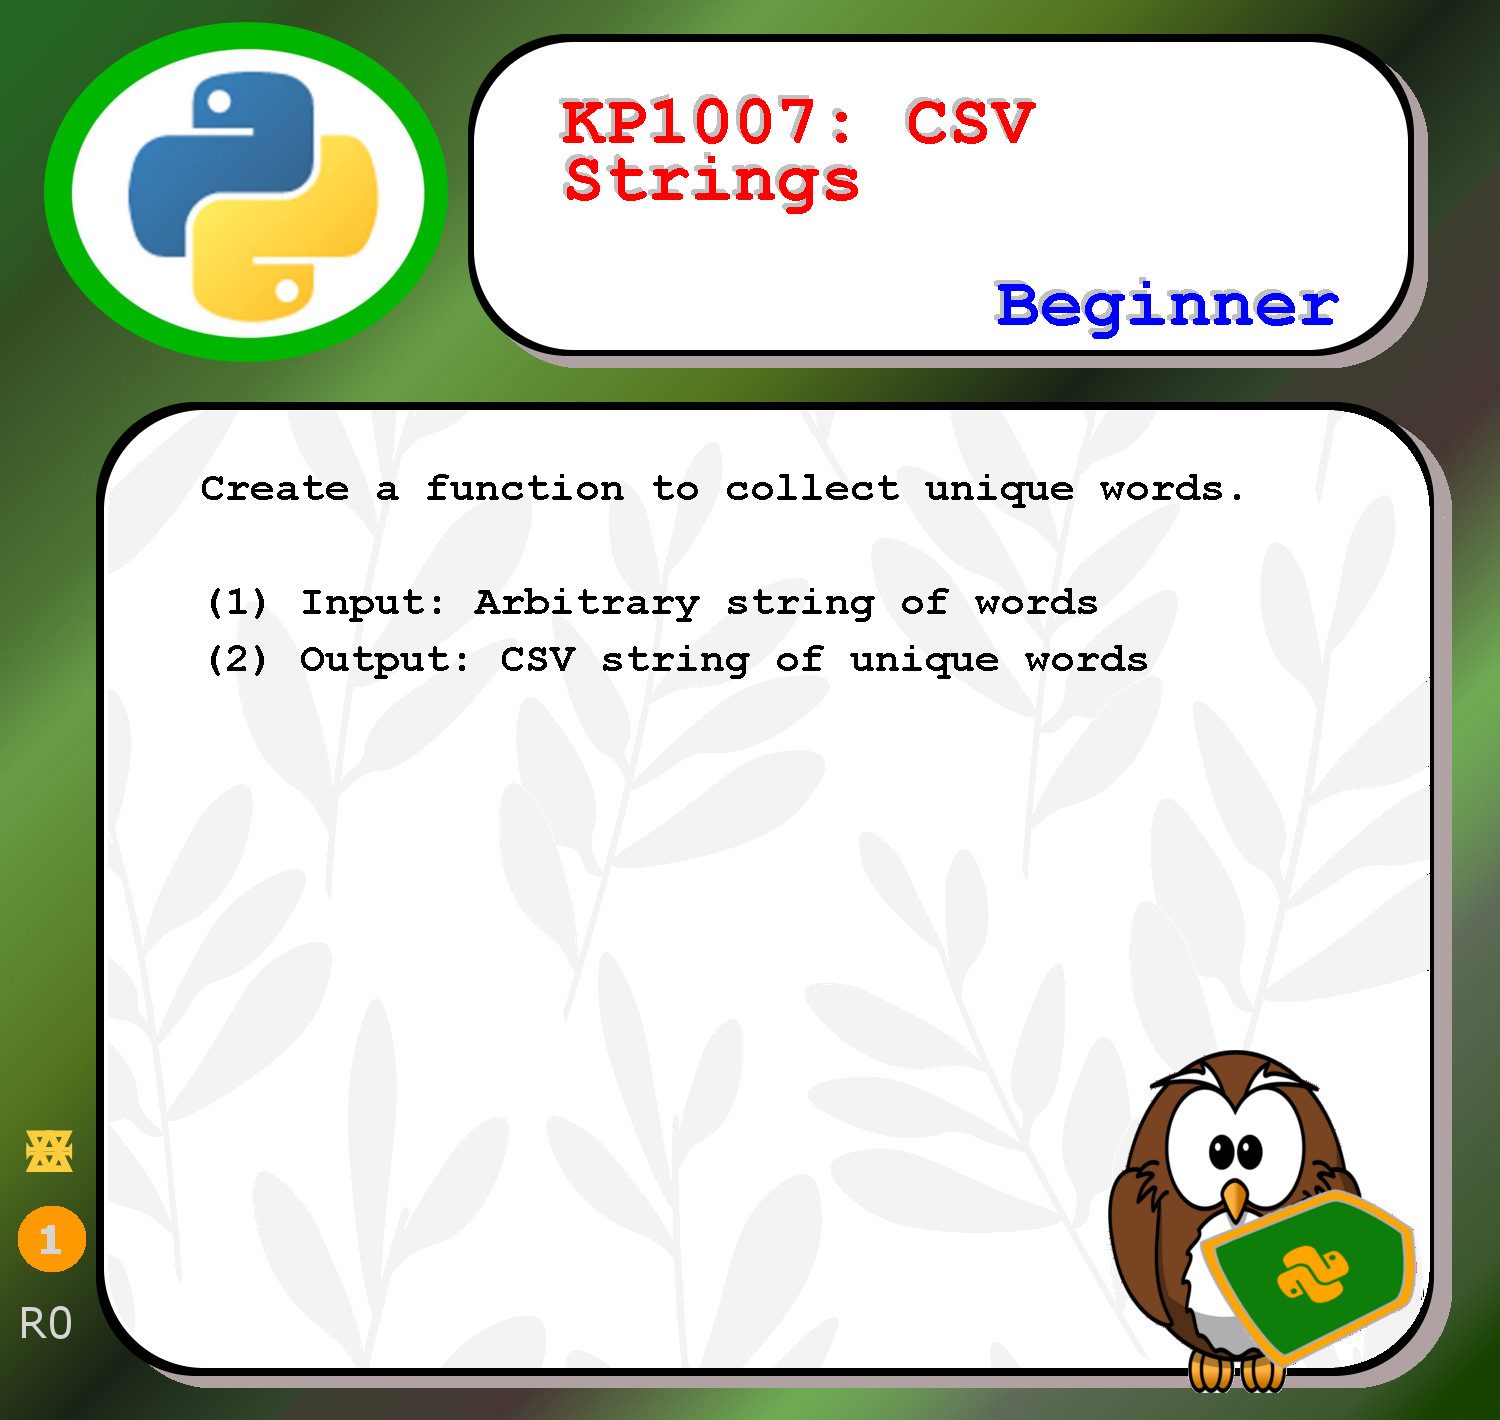 KP1007: CSV
Strings
Beginner
Create a function to collect unique words.
(1) Input: Arbitrary string of words
(2) Output: CSV string of unique words
1
R0